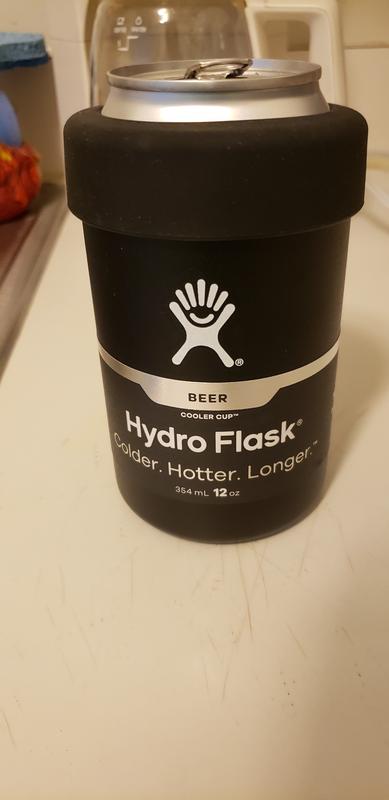 BEER
COOLER CUP™
Hydro Flask®
Colder. Hotter. Longer.™
354 mL 12 oz